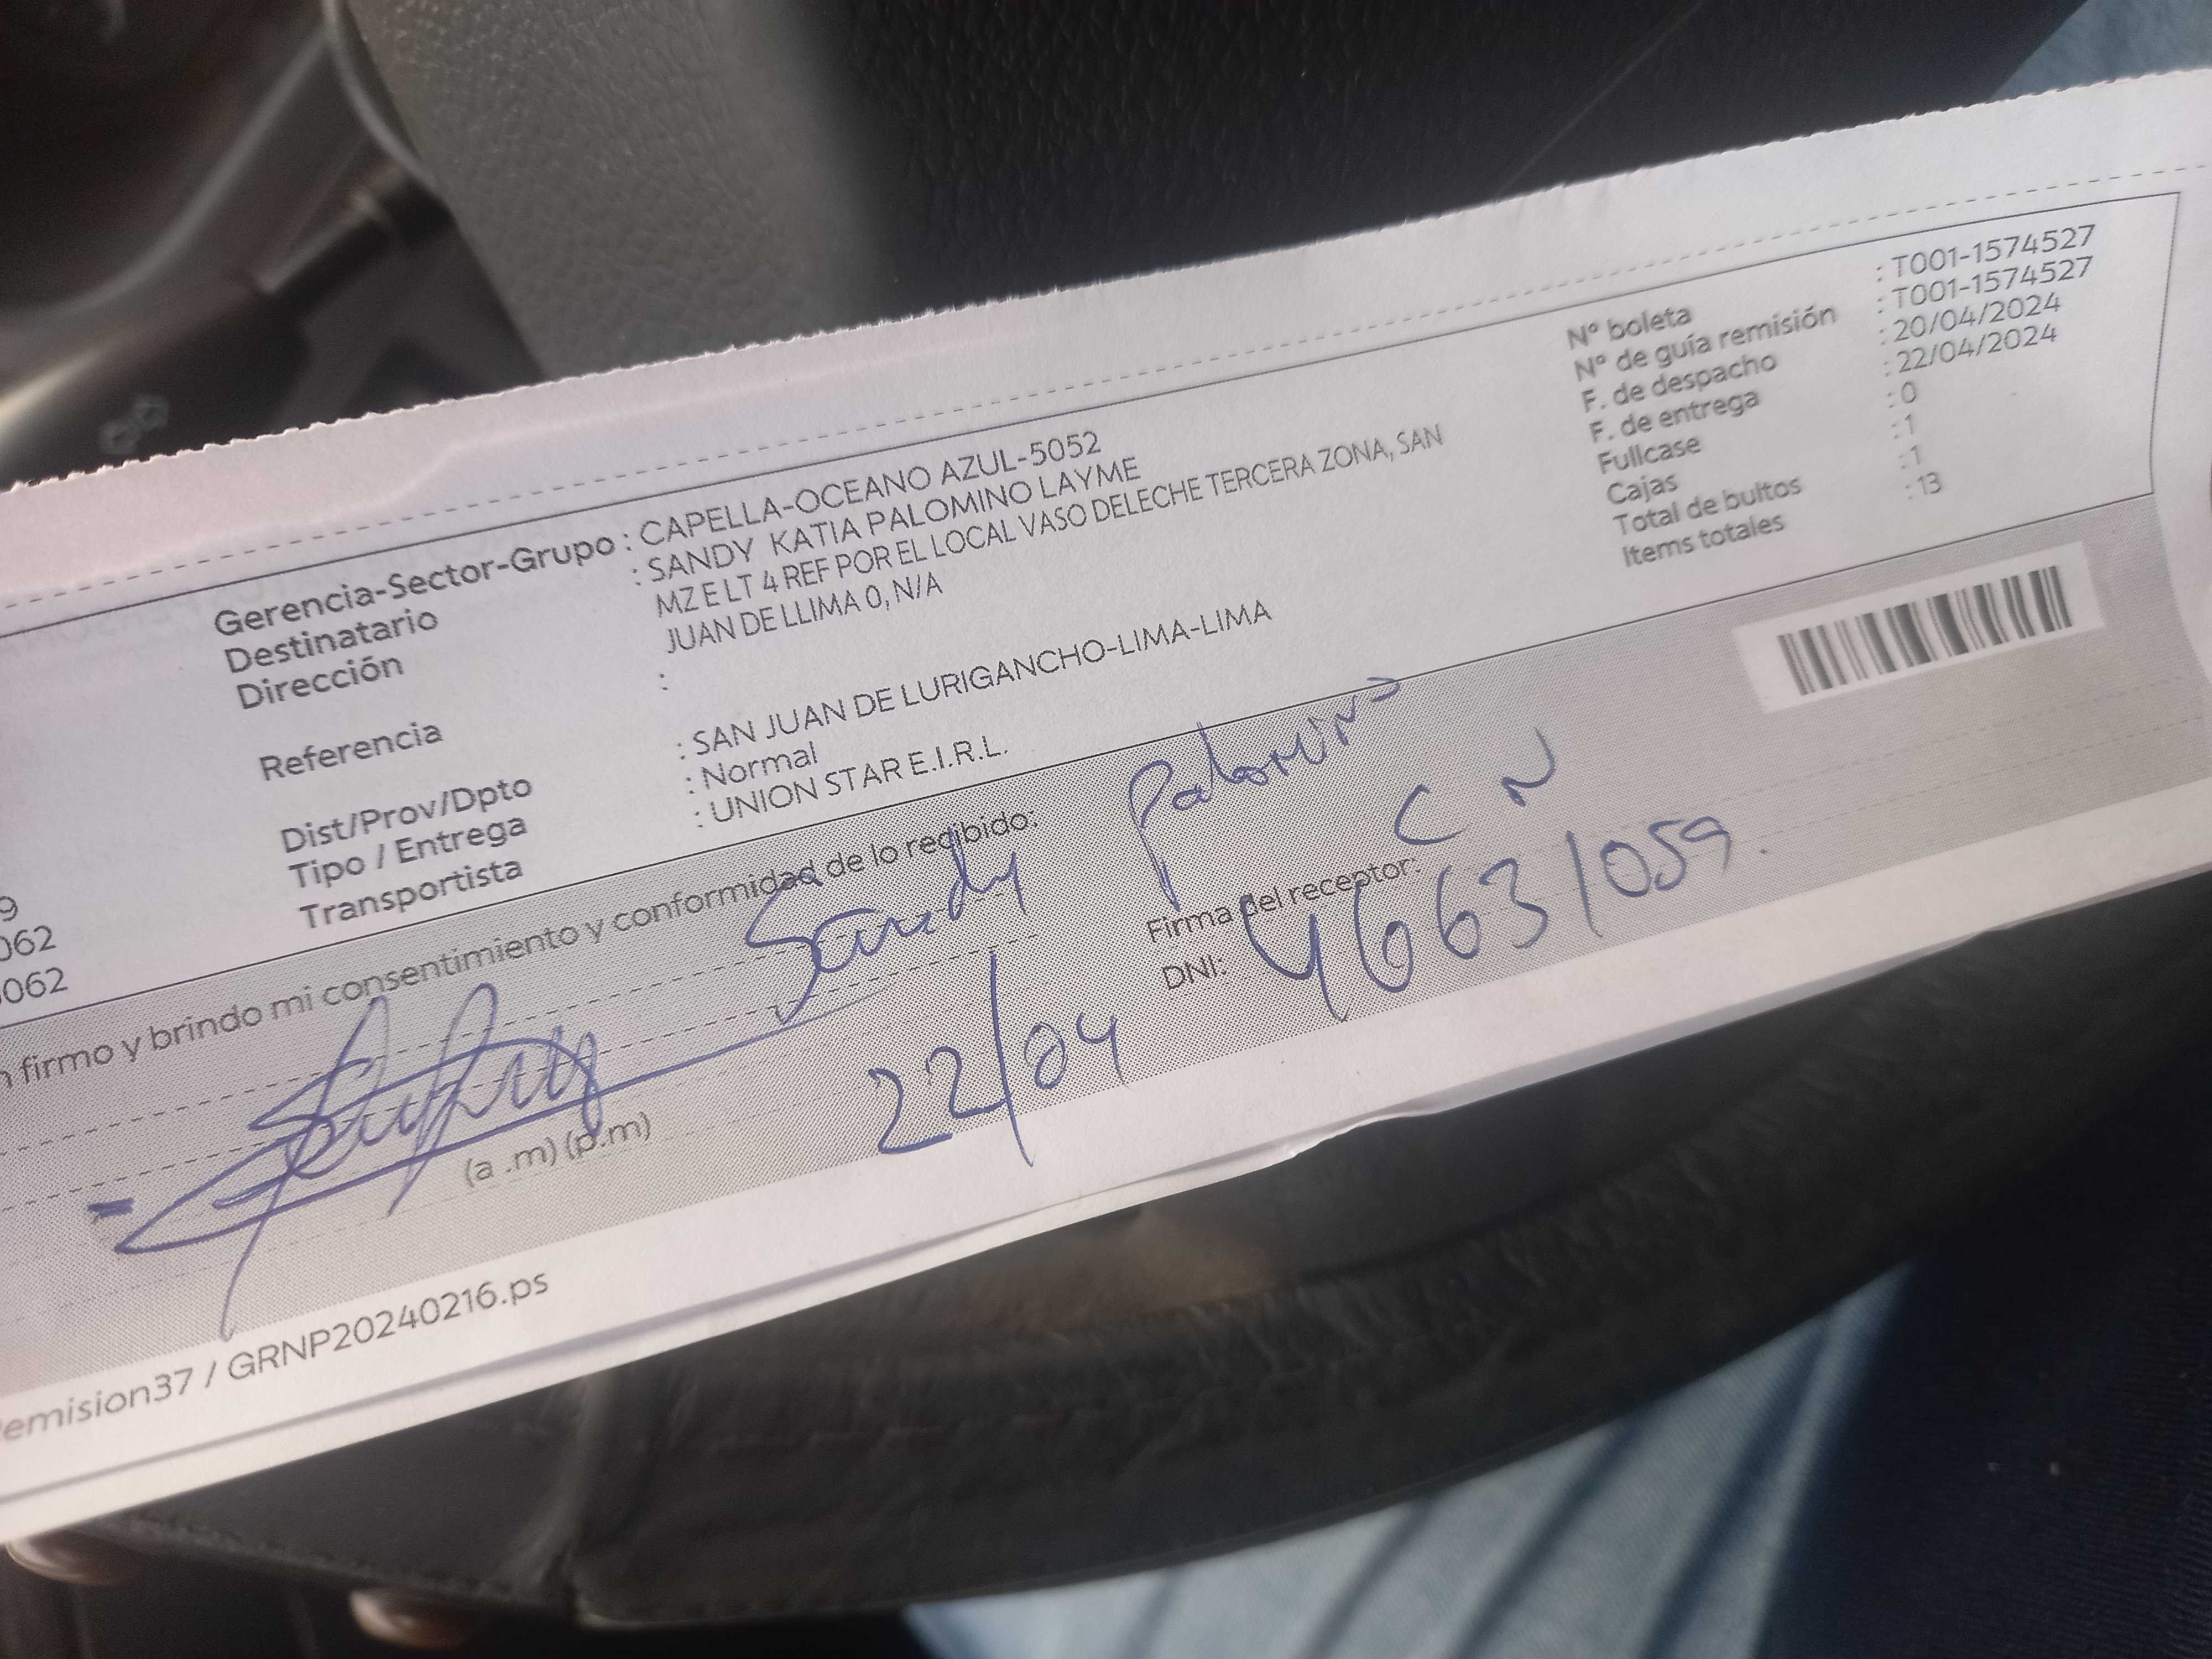 Gerencia-Sector-Grupo : CAPELLA-OCEANO AZUL-5052
Destinatario : SANDY KATIA PALOMINO LAYME
Dirección MZ E LT 4 REF POR EL LOCAL VASO DELECHE TERCERA ZONA, SAN
JUAN DE LLIMA 0, N/A
Referencia :
Dist/Prov/Dpto : SAN JUAN DE LURIGANCHO-LIMA-LIMA
Tipo / Entrega : Normal
Transportista : UNION STAR E.I.R.L.
N° boleta : T001-1574527
N° de guía remisión : T001-1574527
F. de despacho : 20/04/2024
F. de entrega : 22/04/2024
Fullcase : 0
Cajas : 1
Total de bultos : 1
Items totales : 13
9
062
062
firmo y brindo mi consentimiento y conformidad de lo recibido:
Sandy Palomino
C N
Firma del receptor:
DNI: 46631059.
22/04
(a .m) (p.m)
emision37 / GRNP20240216.ps